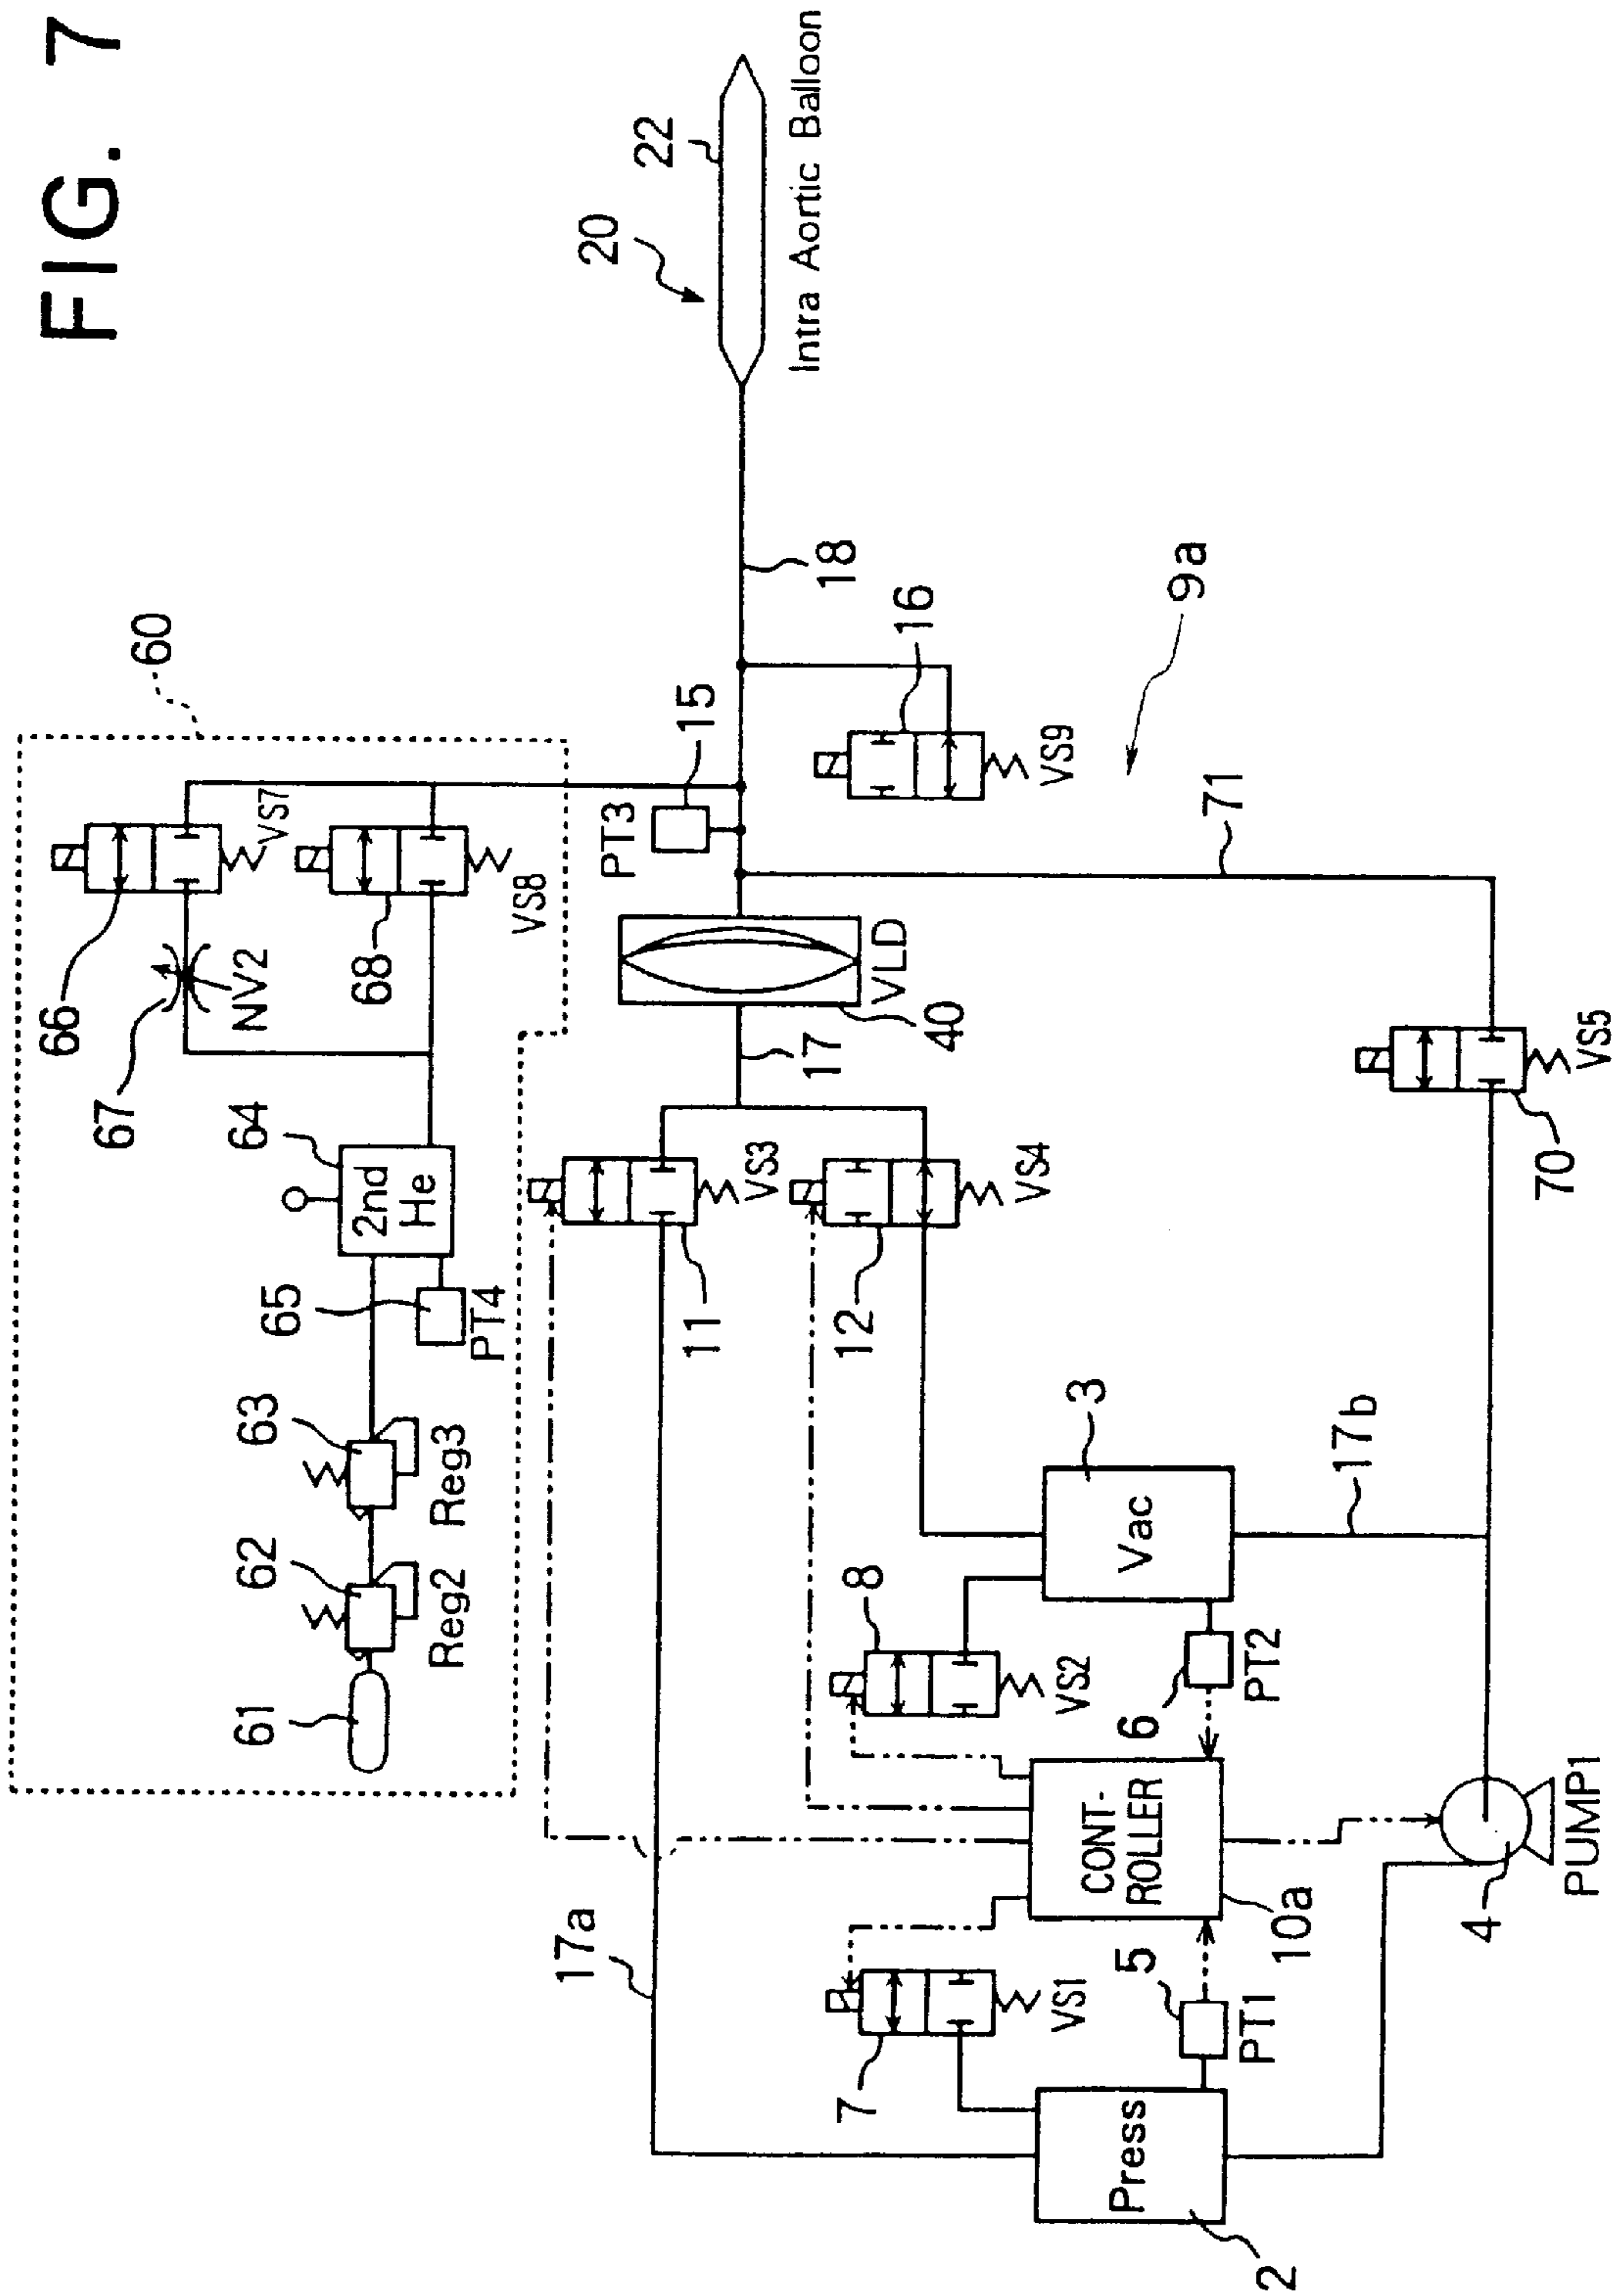 FIG. 7
60
66
VS7
67
NV2
68
VS8
64
2nd
He
65
PT4
63
Reg3
62
Reg2
61
20
22
Intra Aortic Balloon
15
PT3
18
16
VS9
9a
VLD
40
17
71
11
VS3
12
VS4
70
VS5
17a
3
Vac
17b
8
VS2
6
PT2
CONT-
ROLLER
10a
7
VS1
5
PT1
Press
2
4
PUMP1